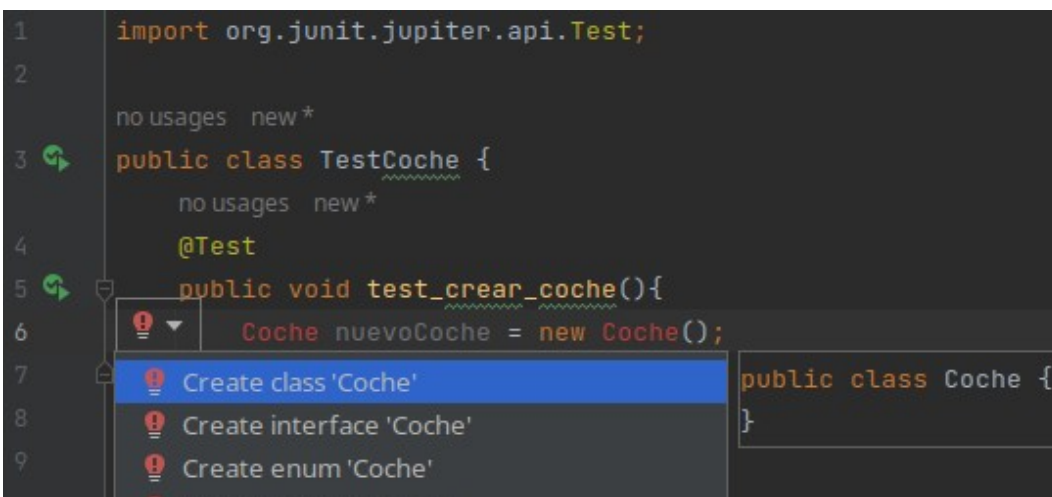 1 import org.junit.jupiter.api.Test;
2
no usages new *
3 public class TestCoche {
no usages new *
4 @Test
5 public void test_crear_coche(){
6 Coche nuevoCoche = new Coche();
7 Create class 'Coche' public class Coche {
8 Create interface 'Coche' }
9 Create enum 'Coche'